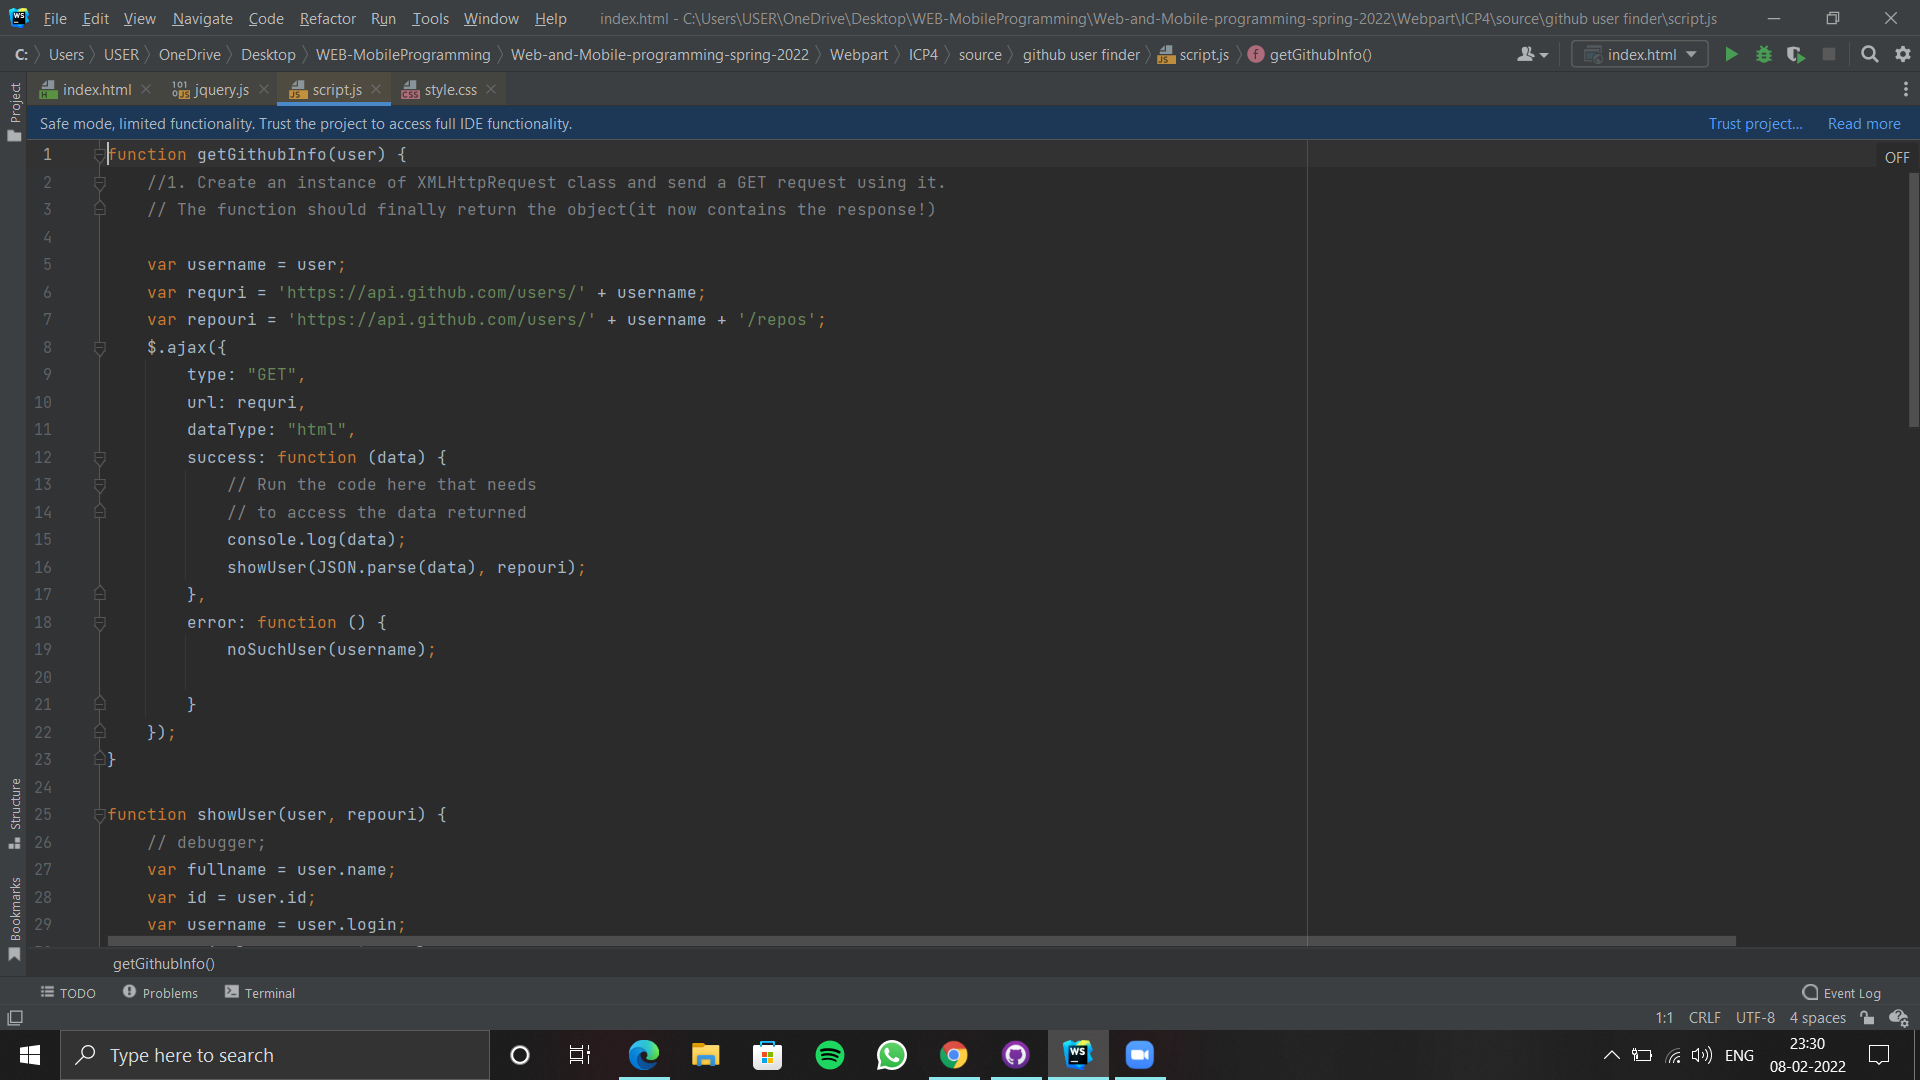 File Edit View Navigate Code Refactor Run Tools Window Help index.html - C:\Users\USER\OneDrive\Desktop\WEB-MobileProgramming\Web-and-Mobile-programming-spring-2022\Webpart\ICP4\source\github user finder\script.js
C: Users USER OneDrive Desktop WEB-MobileProgramming Web-and-Mobile-programming-spring-2022 Webpart ICP4 source github user finder script.js getGithubInfo() index.html
index.html jquery.js script.js style.css
Project
Safe mode, limited functionality. Trust the project to access full IDE functionality. Trust project... Read more
OFF
1 function getGithubInfo(user) {
2 //1. Create an instance of XMLHttpRequest class and send a GET request using it.
3 // The function should finally return the object(it now contains the response!)
4
5 var username = user;
6 var requri = 'https://api.github.com/users/' + username;
7 var repouri = 'https://api.github.com/users/' + username + '/repos';
8 $.ajax({
9 type: "GET",
10 url: requri,
11 dataType: "html",
12 success: function (data) {
13 // Run the code here that needs
14 // to access the data returned
15 console.log(data);
16 showUser(JSON.parse(data), repouri);
17 },
18 error: function () {
19 noSuchUser(username);
20
21 }
22 });
23 }
24
25 function showUser(user, repouri) {
26 // debugger;
27 var fullname = user.name;
28 var id = user.id;
29 var username = user.login;
Structure
Bookmarks
getGithubInfo()
TODO Problems Terminal Event Log
1:1 CRLF UTF-8 4 spaces
Type here to search
WS
ENG
23:30
08-02-2022